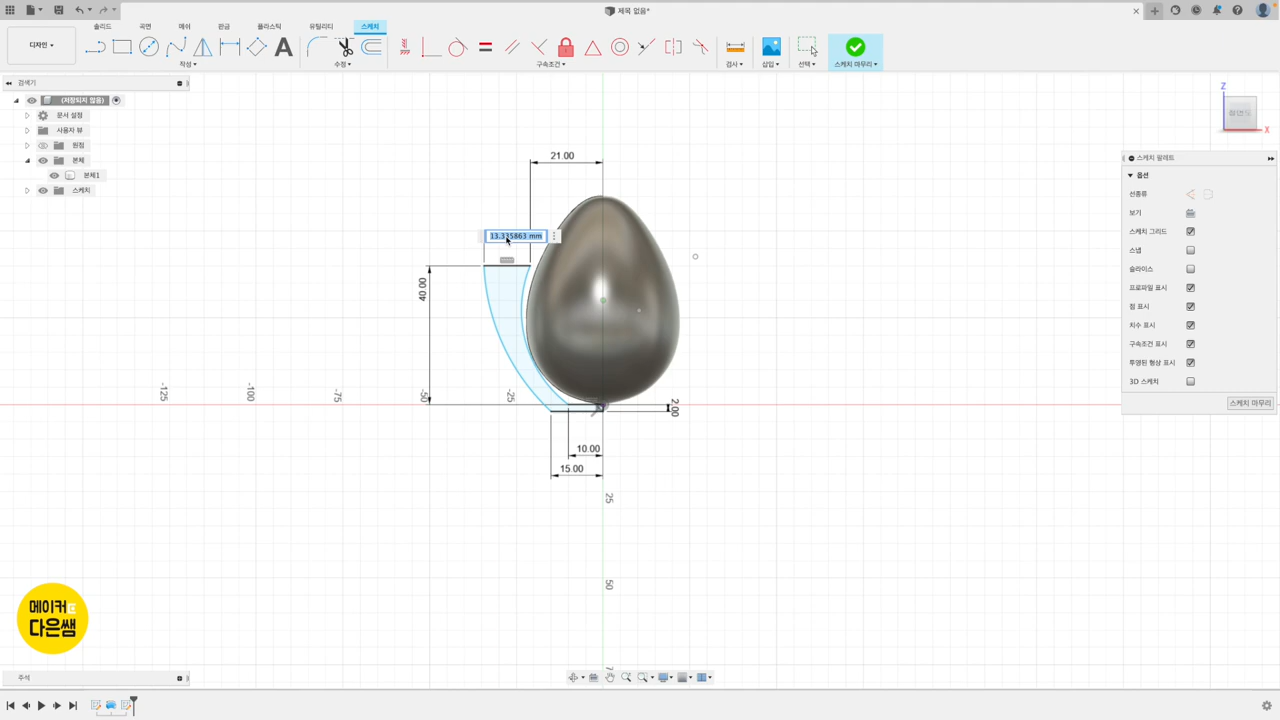 제목 없음*
솔리드 곡면 메쉬 판금 플라스틱 유틸리티 스케치
디자인
작성 수정 구속조건 검사 삽입 선택 스케치 마무리
검색기
(저장되지 않음)
문서 설정
사용자 뷰
원점
본체
본체1
스케치
Z
정면도
X
스케치 팔레트
옵션
선종류
보기
스케치 그리드
스냅
슬라이스
프로파일 표시
점 표시
치수 표시
구속조건 표시
투영된 형상 표시
3D 스케치
스케치 마무리
21.00
13.335863 mm
40.00
-125
-100
-75
-50
-25
2.00
10.00
15.00
25
50
메이커
다은쌤
주석